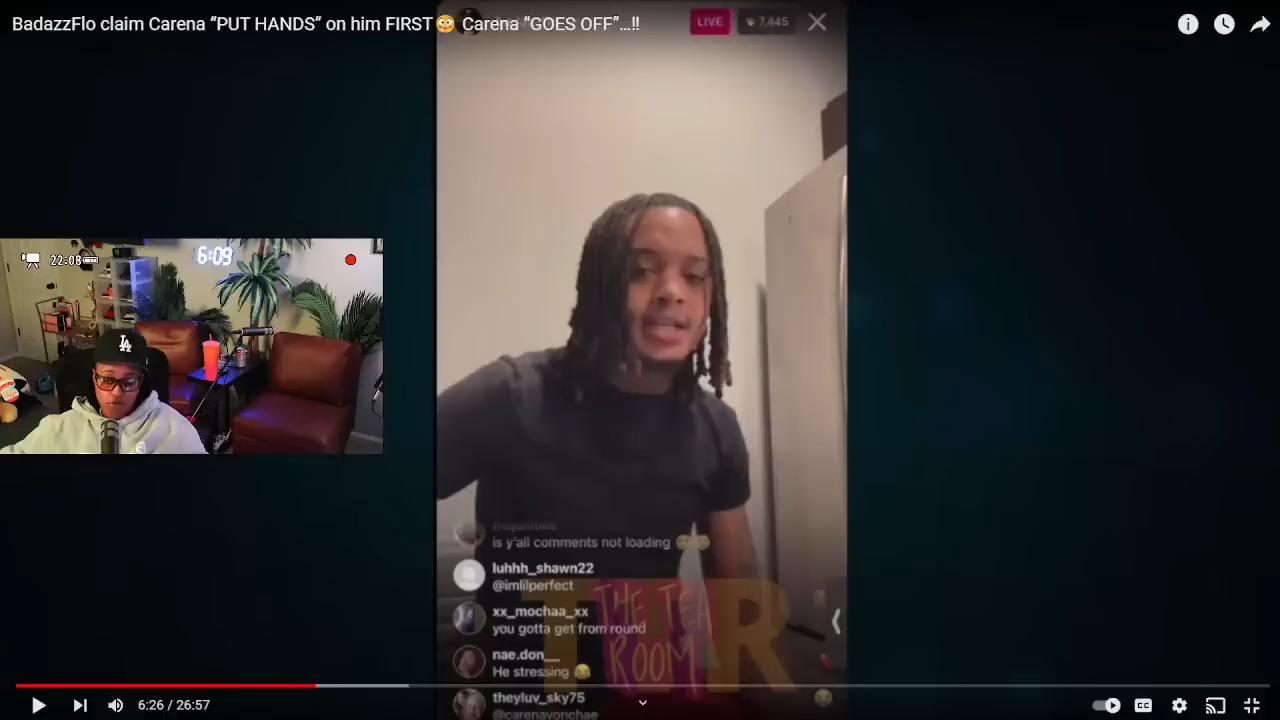 BadazzFlo claim Carena “PUT HANDS” on him FIRST😳 Carena “GOES OFF”…!!
LIVE
7,445
22:08
6:09
LA
is y'all comments not loading
luhhh_shawn22
@imlilperfect
xx_mochaa_xx
you gotta get from round
nae.don__
He stressing 😂
theyluv_sky75
@carenavonchae
THE TEA
ROOM
6:26 / 26:57
CC